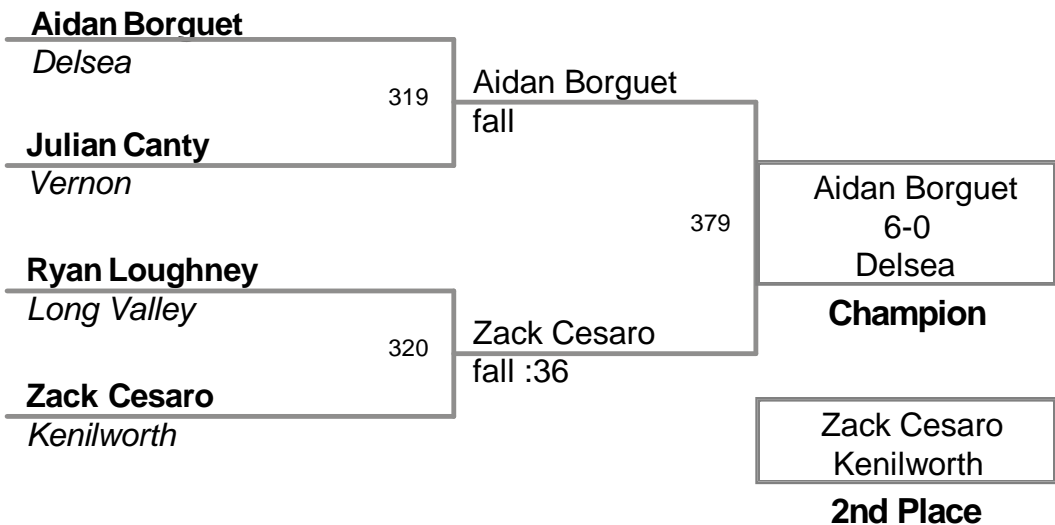 Aidan Borguet
Delsea
319
Aidan Borguet
fall
Julian Canty
Vernon
379
Aidan Borguet
6-0
Delsea
Champion
Ryan Loughney
Long Valley
320
Zack Cesaro
fall :36
Zack Cesaro
Kenilworth
Zack Cesaro
Kenilworth
2nd Place